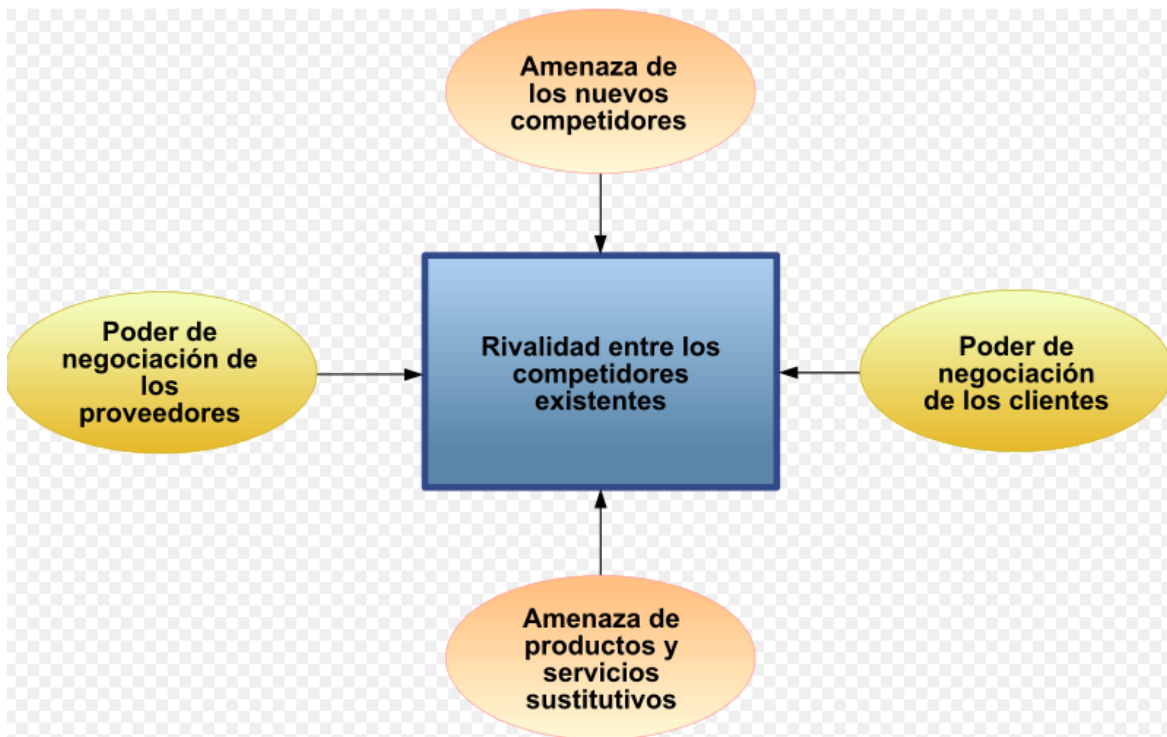 Amenaza de
los nuevos
competidores
Poder de
negociación de
los
proveedores
Rivalidad entre los
competidores
existentes
Poder de
negociación
de los clientes
Amenaza de
productos y
servicios
sustitutivos